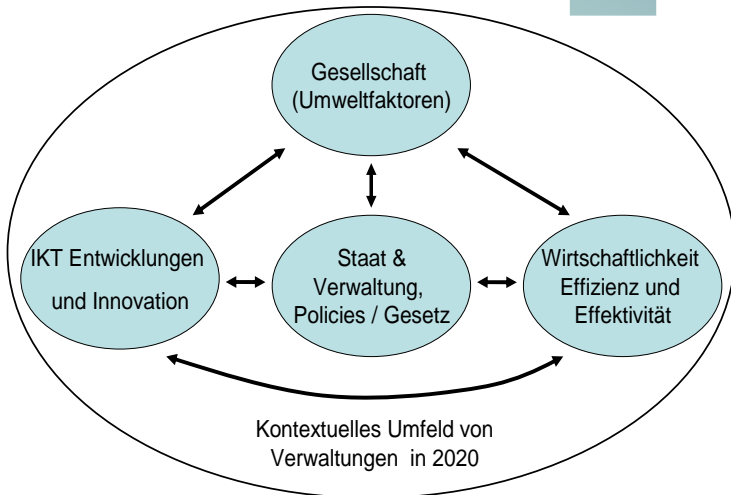 Gesellschaft
(Umweltfaktoren)
IKT Entwicklungen
und Innovation
Staat &
Verwaltung,
Policies / Gesetz
Wirtschaftlichkeit
Effizienz und
Effektivität
Kontextuelles Umfeld von
Verwaltungen in 2020